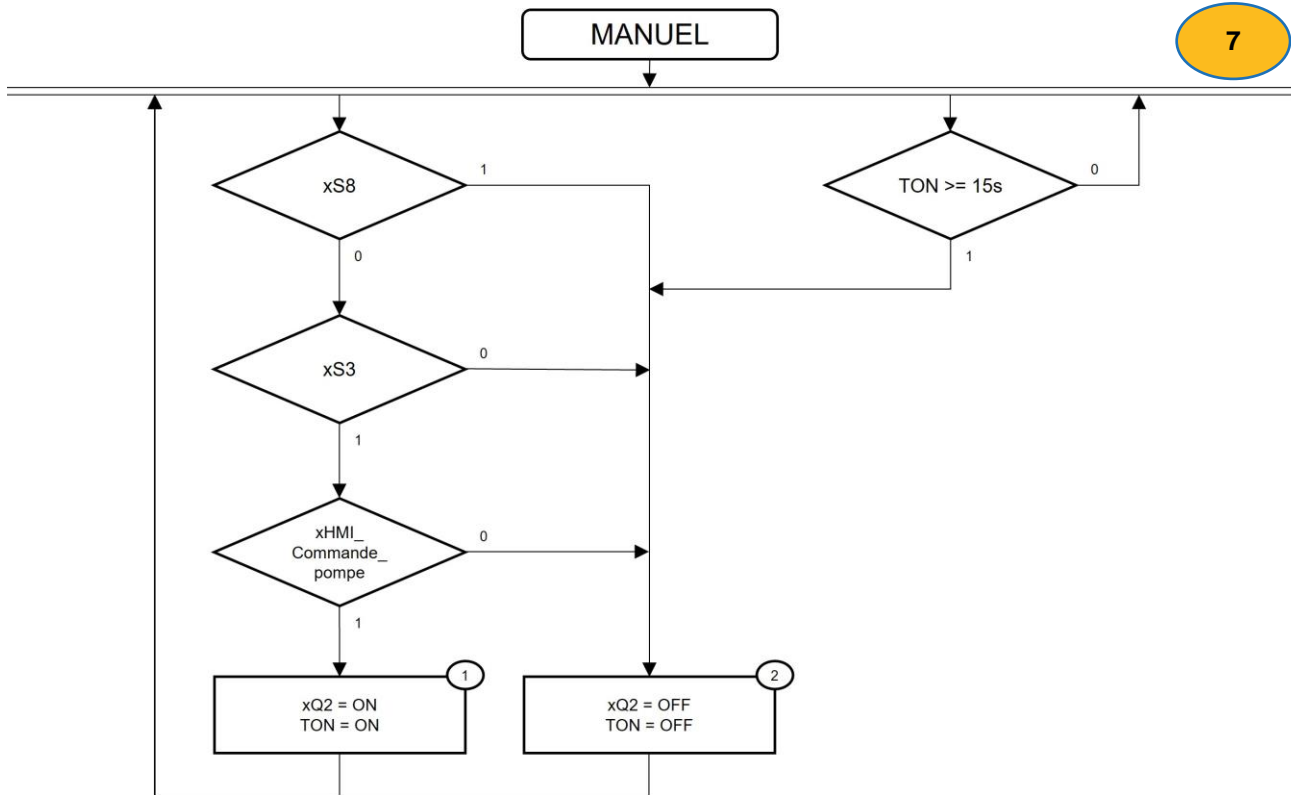 MANUEL
7
xS8
1
TON >= 15s
0
0
1
xS3
0
1
xHMI_
Commande_
pompe
0
1
1
xQ2 = ON
TON = ON
2
xQ2 = OFF
TON = OFF